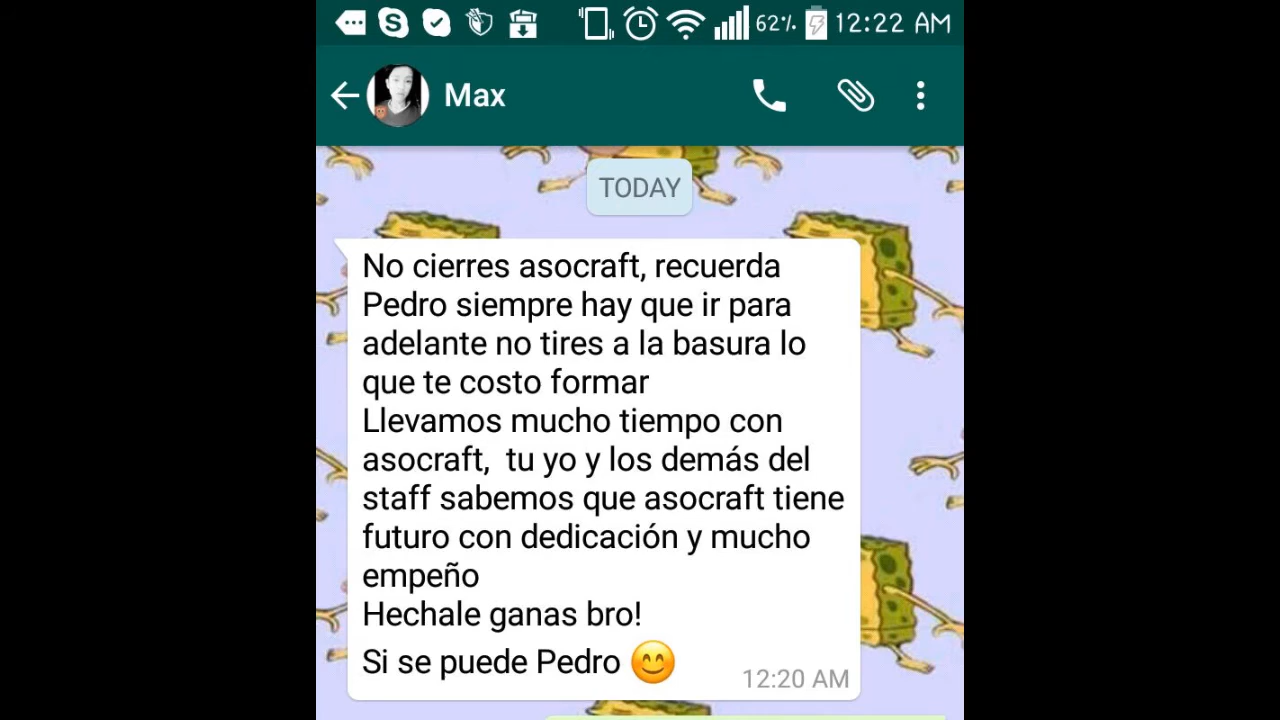 62% 12:22 AM
Max
TODAY
No cierres asocraft, recuerda
Pedro siempre hay que ir para
adelante no tires a la basura lo
que te costo formar
Llevamos mucho tiempo con
asocraft, tu yo y los demás del
staff sabemos que asocraft tiene
futuro con dedicación y mucho
empeño
Hechale ganas bro!
Si se puede Pedro 😊
12:20 AM